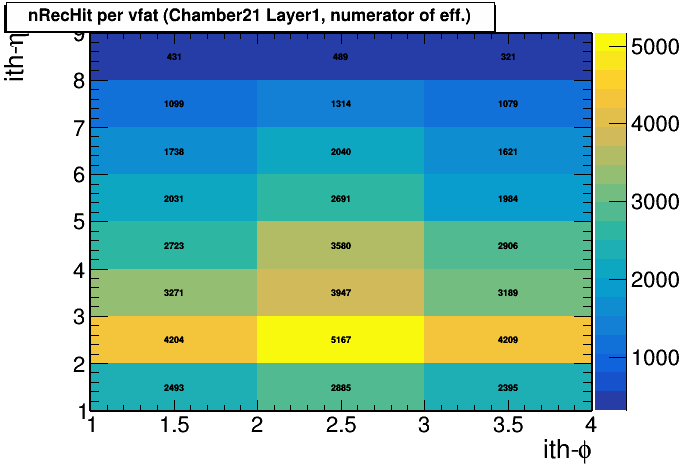 nRecHit per vfat (Chamber21 Layer1, numerator of eff.)
ith-η
9
8
7
6
5
4
3
2
1
431 489 321
1099 1314 1079
1738 2040 1621
2031 2691 1984
2723 3580 2906
3271 3947 3189
4204 5167 4209
2493 2885 2395
1 1.5 2 2.5 3 3.5 4
ith-ϕ
5000
4000
3000
2000
1000